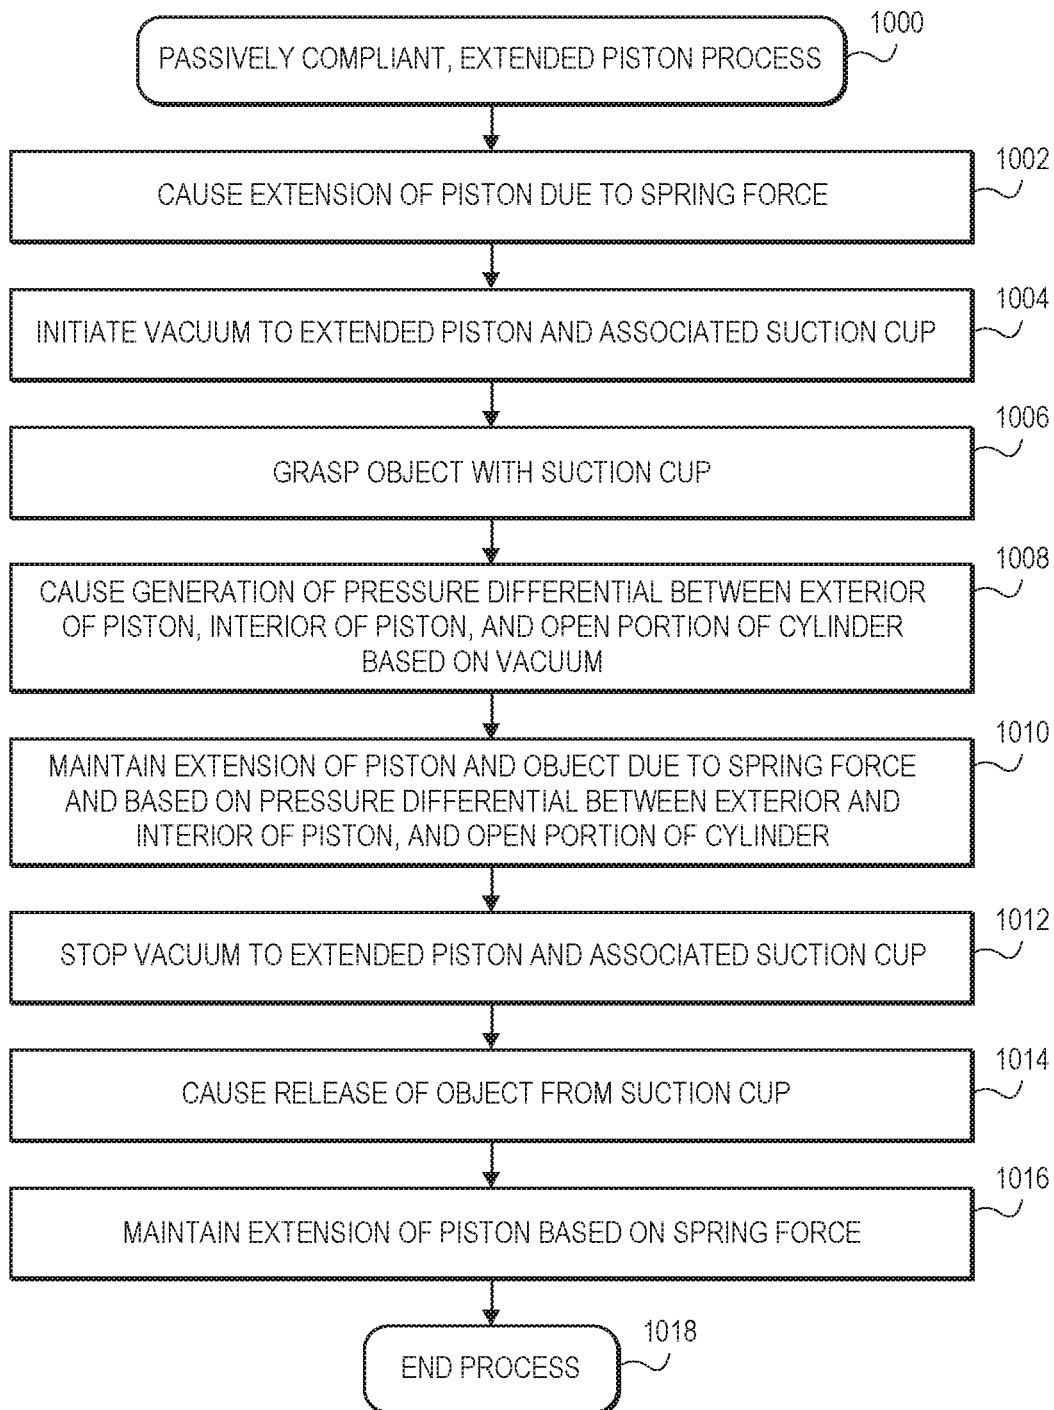 1000
PASSIVELY COMPLIANT, EXTENDED PISTON PROCESS
1002
CAUSE EXTENSION OF PISTON DUE TO SPRING FORCE
1004
INITIATE VACUUM TO EXTENDED PISTON AND ASSOCIATED SUCTION CUP
1006
GRASP OBJECT WITH SUCTION CUP
1008
CAUSE GENERATION OF PRESSURE DIFFERENTIAL BETWEEN EXTERIOR
OF PISTON, INTERIOR OF PISTON, AND OPEN PORTION OF CYLINDER
BASED ON VACUUM
1010
MAINTAIN EXTENSION OF PISTON AND OBJECT DUE TO SPRING FORCE
AND BASED ON PRESSURE DIFFERENTIAL BETWEEN EXTERIOR AND
INTERIOR OF PISTON, AND OPEN PORTION OF CYLINDER
1012
STOP VACUUM TO EXTENDED PISTON AND ASSOCIATED SUCTION CUP
1014
CAUSE RELEASE OF OBJECT FROM SUCTION CUP
1016
MAINTAIN EXTENSION OF PISTON BASED ON SPRING FORCE
1018
END PROCESS